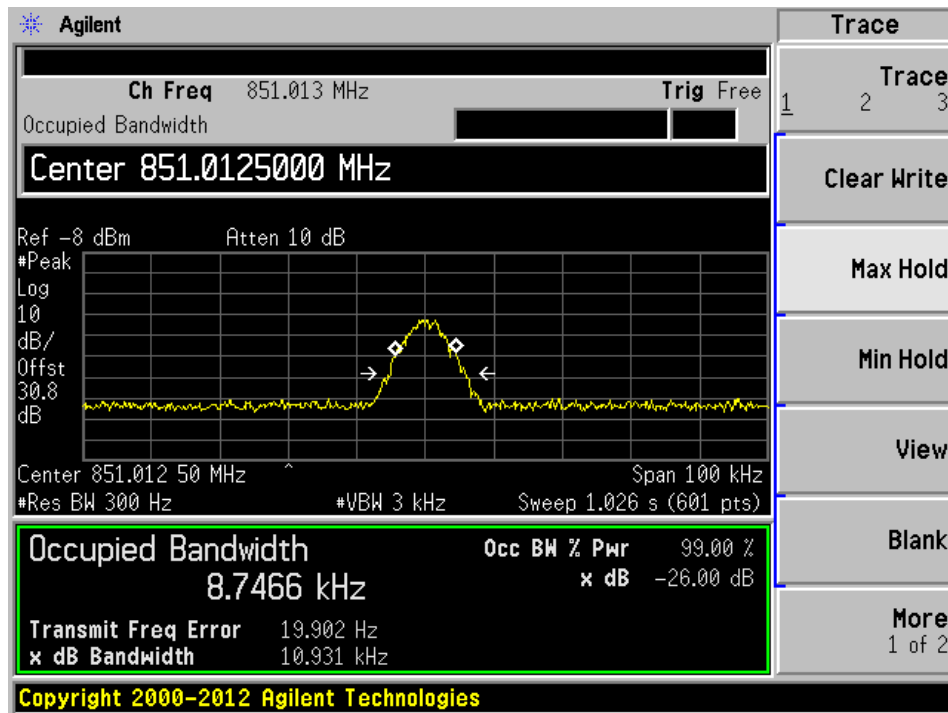 Agilent
Trace
Ch Freq 851.013 MHz Trig Free
Occupied Bandwidth
Center 851.0125000 MHz
Ref -8 dBm Atten 10 dB
#Peak
Log
10
dB/
Offst
30.8
dB
Center 851.012 50 MHz ^ Span 100 kHz
#Res BW 300 Hz #VBW 3 kHz Sweep 1.026 s (601 pts)
Occupied Bandwidth
8.7466 kHz
Occ BW % Pwr 99.00 %
x dB -26.00 dB
Transmit Freq Error 19.902 Hz
x dB Bandwidth 10.931 kHz
Copyright 2000-2012 Agilent Technologies
Trace
1 2 3
Clear Write
Max Hold
Min Hold
View
Blank
More
1 of 2